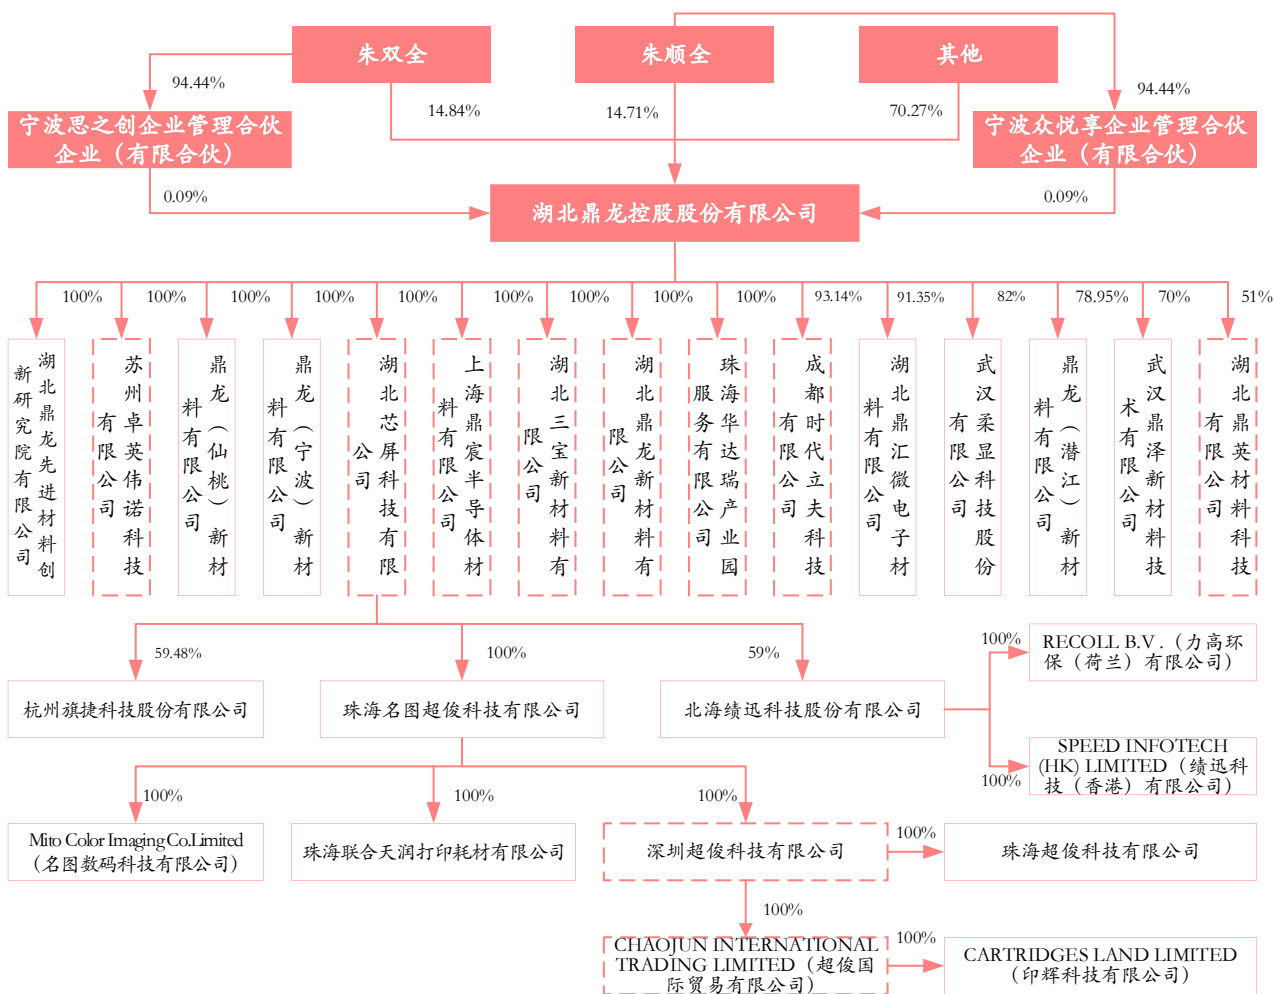 朱双全
朱顺全
其他
94.44%
14.84%
14.71%
70.27%
94.44%
宁波思之创企业管理合伙
企业（有限合伙）
宁波众悦享企业管理合伙
企业（有限合伙）
0.09%
0.09%
湖北鼎龙控股股份有限公司
100%
100%
100%
100%
100%
100%
100%
100%
100%
93.14%
91.35%
82%
78.95%
70%
51%
湖北鼎龙先进材料创
新研究院有限公司
苏州卓英伟诺科技
有限公司
鼎龙（仙桃）新材
料有限公司
鼎龙（宁波）新材
料有限公司
湖北芯屏科技有限
公司
上海鼎宸半导体材
料有限公司
湖北三宝新材料有
限公司
湖北鼎龙新材料有
限公司
珠海华达瑞产业园
服务有限公司
成都时代立夫科技
有限公司
湖北鼎汇微电子材
料有限公司
武汉柔显科技股份
有限公司
鼎龙（潜江）新材
料有限公司
武汉鼎泽新材料技
术有限公司
湖北鼎英材料科技
有限公司
59.48%
100%
59%
100%
RECOLL B.V .（力高环
保（荷兰）有限公司）
杭州旗捷科技股份有限公司
珠海名图超俊科技有限公司
北海绩迅科技股份有限公司
100%
SPEED INFOTECH
(HK) LIMITED（绩迅科
技（香港）有限公司）
100%
100%
100%
Mito Color Imaging Co.Limited
（名图数码科技有限公司）
珠海联合天润打印耗材有限公司
深圳超俊科技有限公司
100%
珠海超俊科技有限公司
100%
CHAOJUN INTERNATIONAL
TRADING LIMITED（超俊国
际贸易有限公司）
100%
CARTRIDGES LAND LIMITED
（印辉科技有限公司）